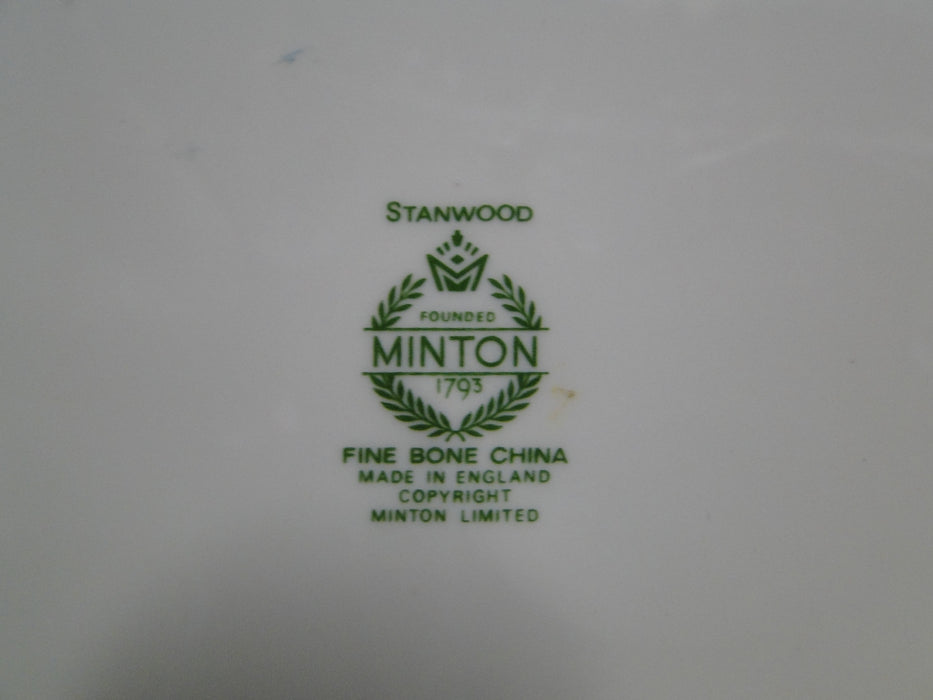 STANWOOD
FOUNDED
MINTON
1793
FINE BONE CHINA
MADE IN ENGLAND
COPYRIGHT
MINTON LIMITED